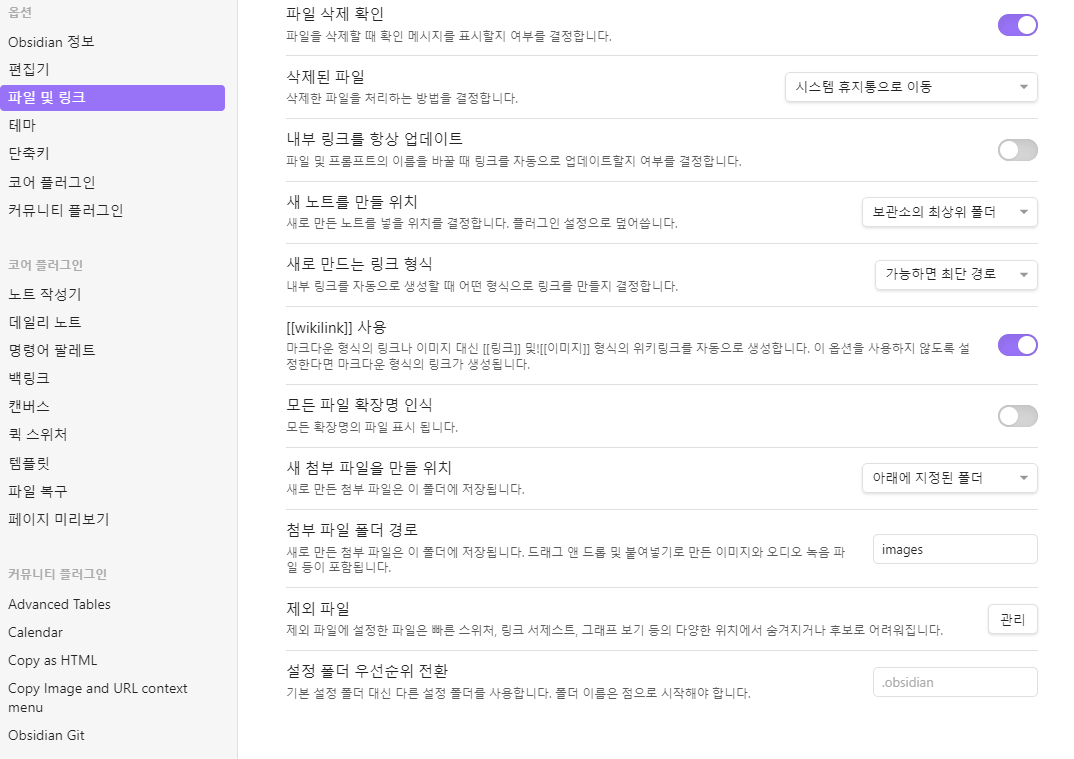 옵션
Obsidian 정보
편집기
파일 및 링크
테마
단축키
코어 플러그인
커뮤니티 플러그인
코어 플러그인
노트 작성기
데일리 노트
명령어 팔레트
백링크
캔버스
퀵 스위처
템플릿
파일 복구
페이지 미리보기
커뮤니티 플러그인
Advanced Tables
Calendar
Copy as HTML
Copy Image and URL context
menu
Obsidian Git
파일 삭제 확인
파일을 삭제할 때 확인 메시지를 표시할지 여부를 결정합니다.
삭제된 파일
삭제한 파일을 처리하는 방법을 결정합니다.
시스템 휴지통으로 이동
내부 링크를 항상 업데이트
파일 및 프롬프트의 이름을 바꿀 때 링크를 자동으로 업데이트할지 여부를 결정합니다.
새 노트를 만들 위치
새로 만든 노트를 넣을 위치를 결정합니다. 플러그인 설정으로 덮어씁니다.
보관소의 최상위 폴더
새로 만드는 링크 형식
내부 링크를 자동으로 생성할 때 어떤 형식으로 링크를 만들지 결정합니다.
가능하면 최단 경로
[[wikilink]] 사용
마크다운 형식의 링크나 이미지 대신 [[링크]] 및![[이미지]] 형식의 위키링크를 자동으로 생성합니다. 이 옵션을 사용하지 않도록 설
정한다면 마크다운 형식의 링크가 생성됩니다.
모든 파일 확장명 인식
모든 확장명의 파일 표시 됩니다.
새 첨부 파일을 만들 위치
새로 만든 첨부 파일은 이 폴더에 저장됩니다.
아래에 지정된 폴더
첨부 파일 폴더 경로
새로 만든 첨부 파일은 이 폴더에 저장됩니다. 드래그 앤 드롭 및 붙여넣기로 만든 이미지와 오디오 녹음 파
일 등이 포함됩니다.
images
제외 파일
제외 파일에 설정한 파일은 빠른 스위처, 링크 서제스트, 그래프 보기 등의 다양한 위치에서 숨겨지거나 후보로 어려워집니다.
관리
설정 폴더 우선순위 전환
기본 설정 폴더 대신 다른 설정 폴더를 사용합니다. 폴더 이름은 점으로 시작해야 합니다.
.obsidian